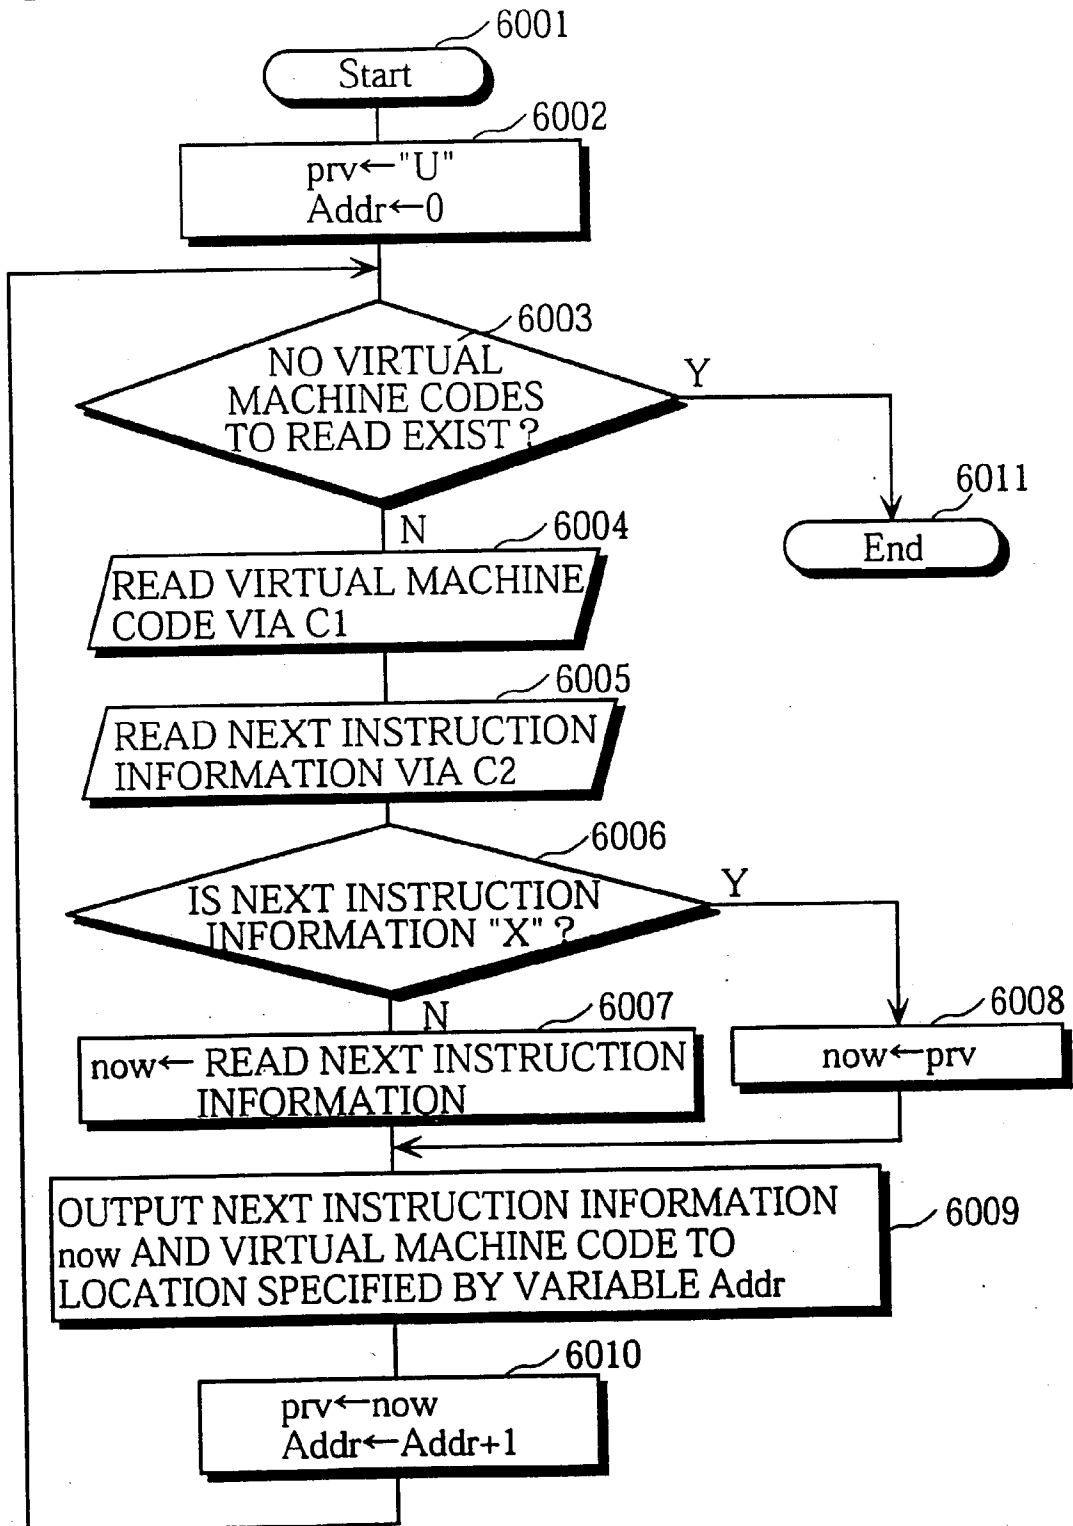 6001
Start
6002
prv←"U"
Addr←0
6003
NO VIRTUAL
MACHINE CODES
TO READ EXIST ?
Y
N
6011
End
6004
READ VIRTUAL MACHINE
CODE VIA C1
6005
READ NEXT INSTRUCTION
INFORMATION VIA C2
6006
IS NEXT INSTRUCTION
INFORMATION "X" ?
Y
N
6007
now← READ NEXT INSTRUCTION
INFORMATION
6008
now←prv
OUTPUT NEXT INSTRUCTION INFORMATION
now AND VIRTUAL MACHINE CODE TO
LOCATION SPECIFIED BY VARIABLE Addr
6009
6010
prv←now
Addr←Addr+1